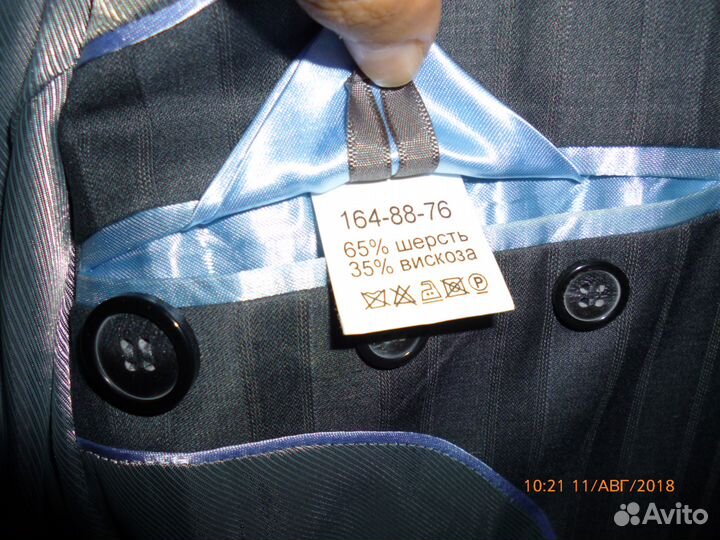 164-88-76
65% шерсть
35% вискоза
P
10:21 11/АВГ/2018
Avito